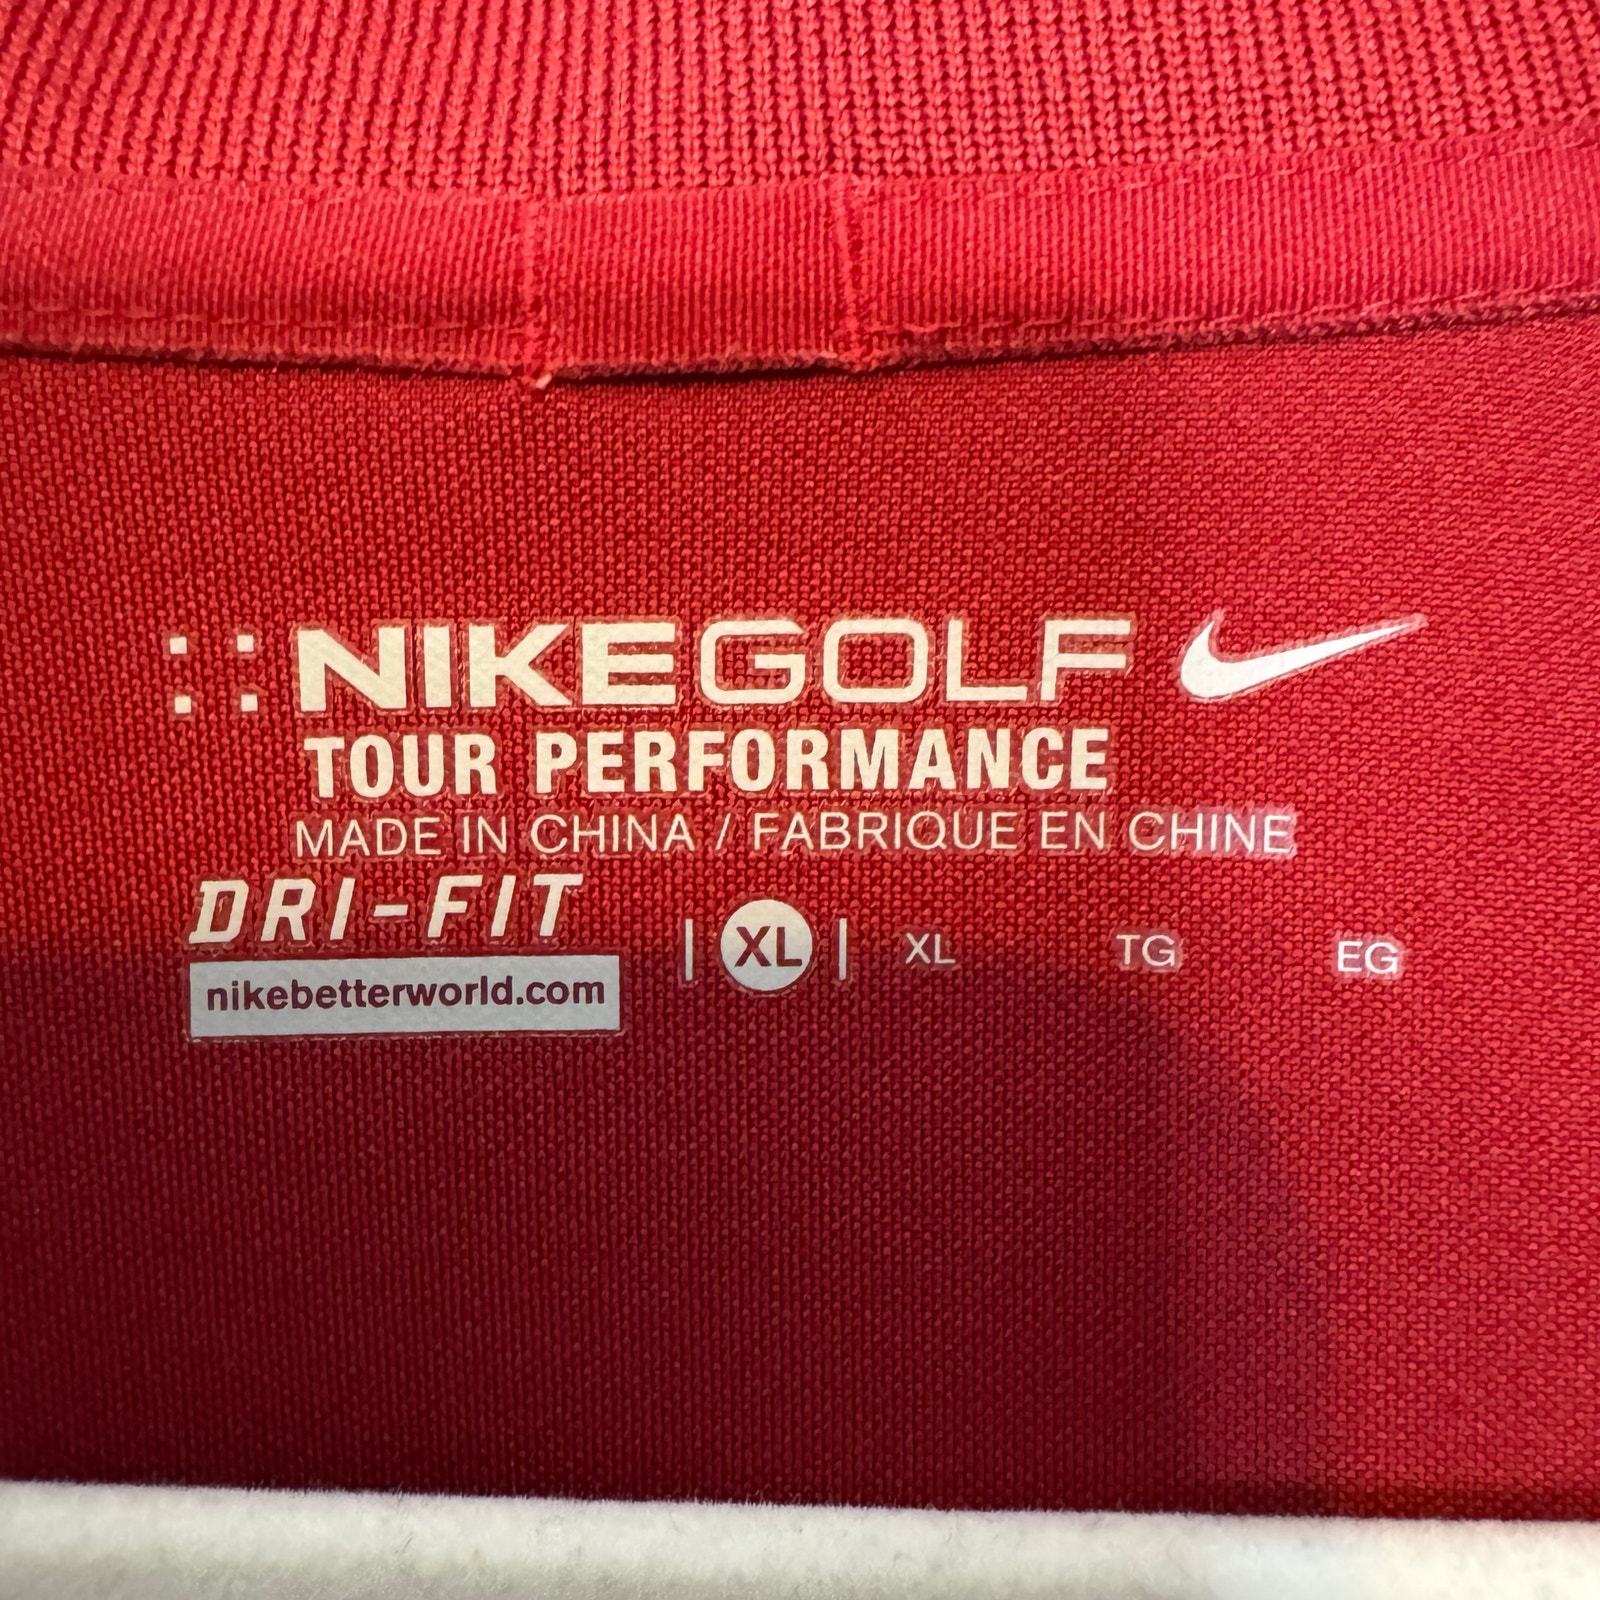 NIKEGOLF
TOUR PERFORMANCE
MADE IN CHINA / FABRIQUE EN CHINE
DRI-FIT
nikebetterworld.com
| XL | XL TG EG